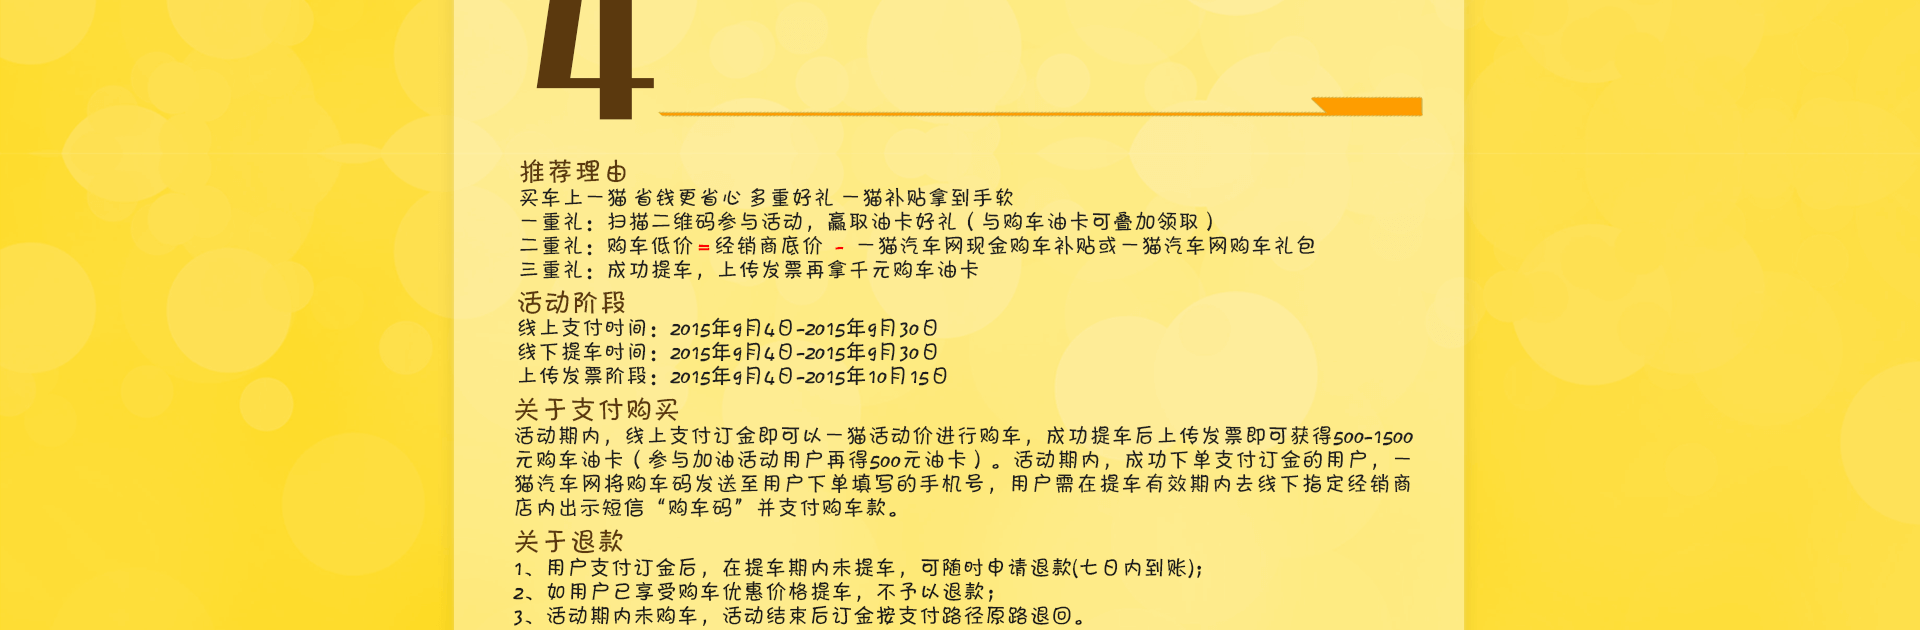 4
推荐理由
买车上一猫 省钱更省心 多重好礼 一猫补贴拿到手软
一重礼：扫描二维码参与活动，赢取油卡好礼（与购车油卡可叠加领取）
二重礼：购车低价=经销商底价 - 一猫汽车网现金购车补贴或一猫汽车网购车礼包
三重礼：成功提车，上传发票再拿千元购车油卡
活动阶段
线上支付时间：2015年9月4日-2015年9月30日
线下提车时间：2015年9月4日-2015年9月30日
上传发票阶段：2015年9月4日-2015年10月15日
关于支付购买
活动期内，线上支付订金即可以一猫活动价进行购车，成功提车后上传发票即可获得500-1500
元购车油卡（参与加油活动用户再得500元油卡）。活动期内，成功下单支付订金的用户，一
猫汽车网将购车码发送至用户下单填写的手机号，用户需在提车有效期内去线下指定经销商
店内出示短信“购车码”并支付购车款。
关于退款
1、用户支付订金后，在提车期内未提车，可随时申请退款(七日内到账)；
2、如用户已享受购车优惠价格提车，不予以退款；
3、活动期内未购车，活动结束后订金按支付路径原路退回。